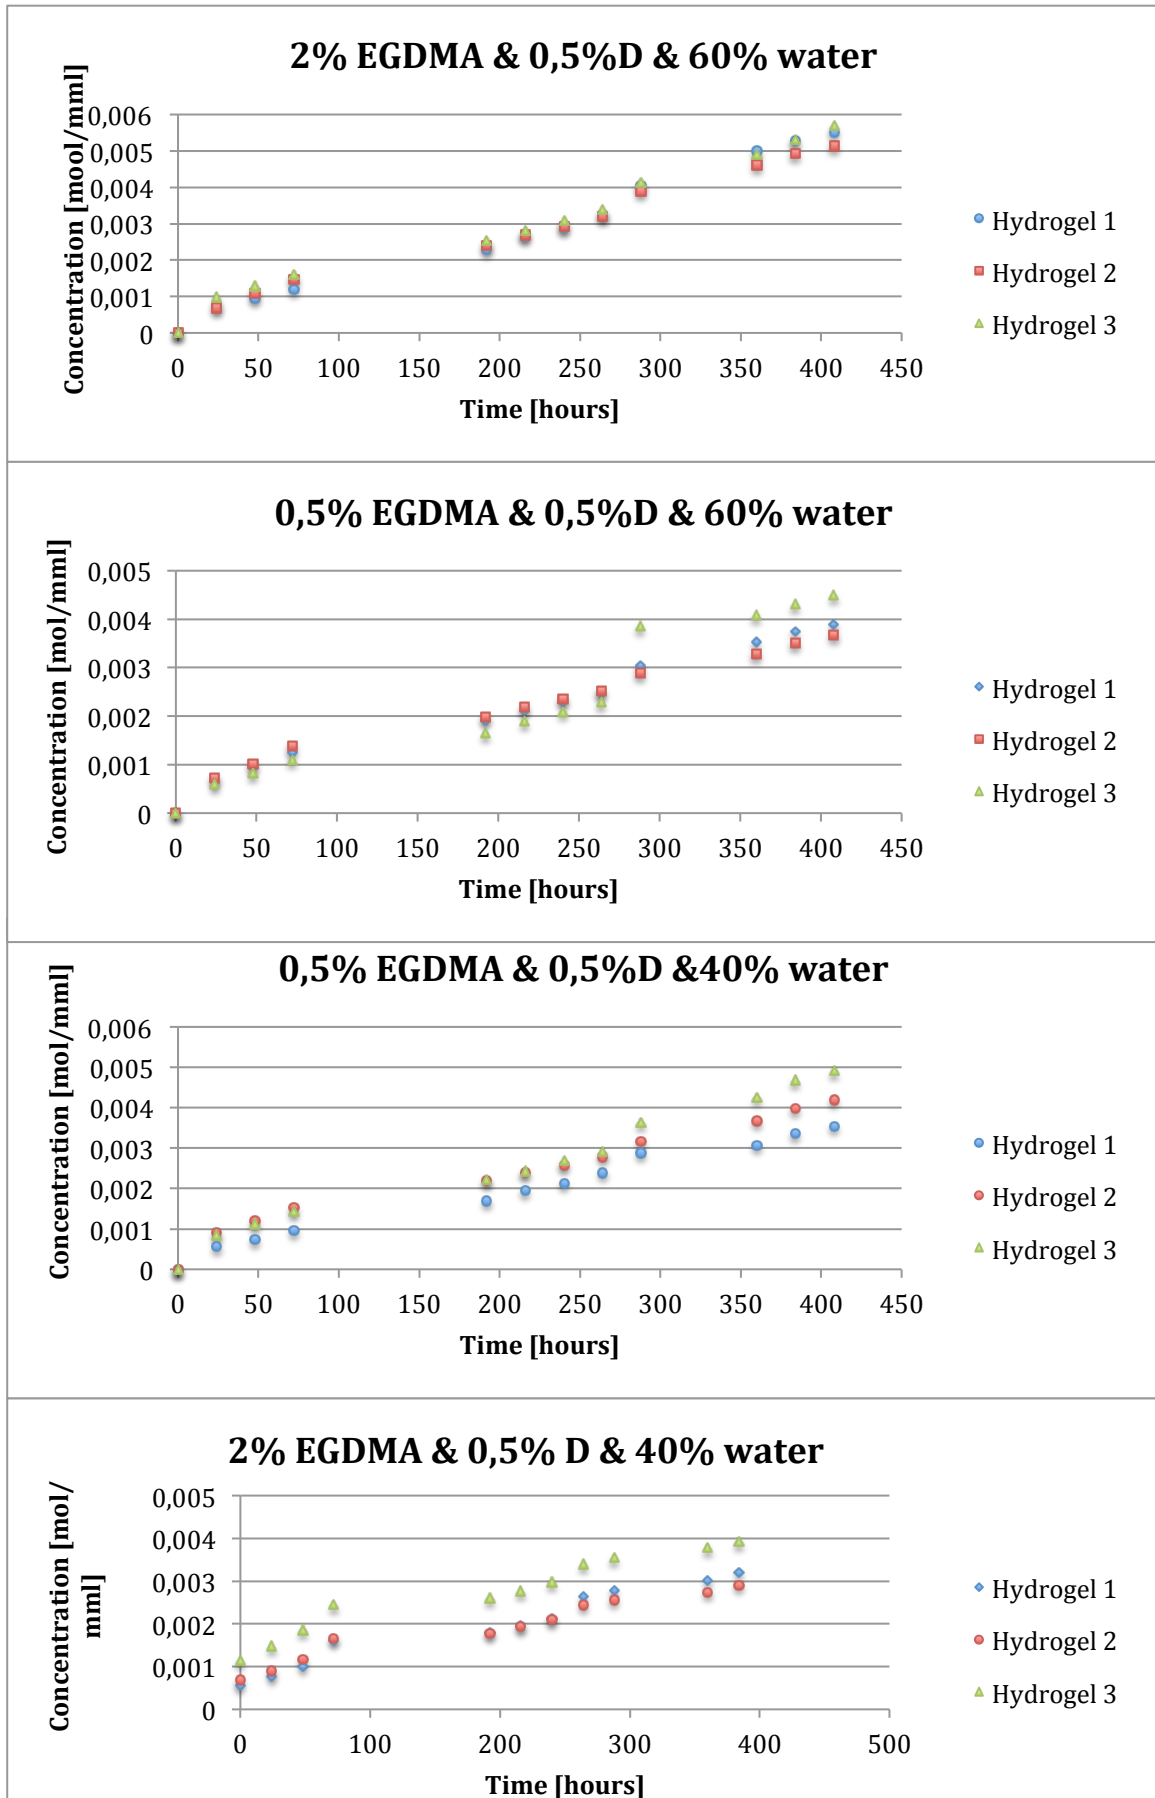 2% EGDMA & 0,5%D & 60% water
Concentration [mool/mml]
0,006
0,005
0,004
0,003
0,002
0,001
0
0 50 100 150 200 250 300 350 400 450
Time [hours]
Hydrogel 1
Hydrogel 2
Hydrogel 3
0,5% EGDMA & 0,5%D & 60% water
Concentration [mol/mml]
0,005
0,004
0,003
0,002
0,001
0
0 50 100 150 200 250 300 350 400 450
Time [hours]
Hydrogel 1
Hydrogel 2
Hydrogel 3
0,5% EGDMA & 0,5%D &40% water
Concentration [mol/mml]
0,006
0,005
0,004
0,003
0,002
0,001
0
0 50 100 150 200 250 300 350 400 450
Time [hours]
Hydrogel 1
Hydrogel 2
Hydrogel 3
2% EGDMA & 0,5% D & 40% water
Concentration [mol/
mml]
0,005
0,004
0,003
0,002
0,001
0
0 100 200 300 400 500
Time [hours]
Hydrogel 1
Hydrogel 2
Hydrogel 3